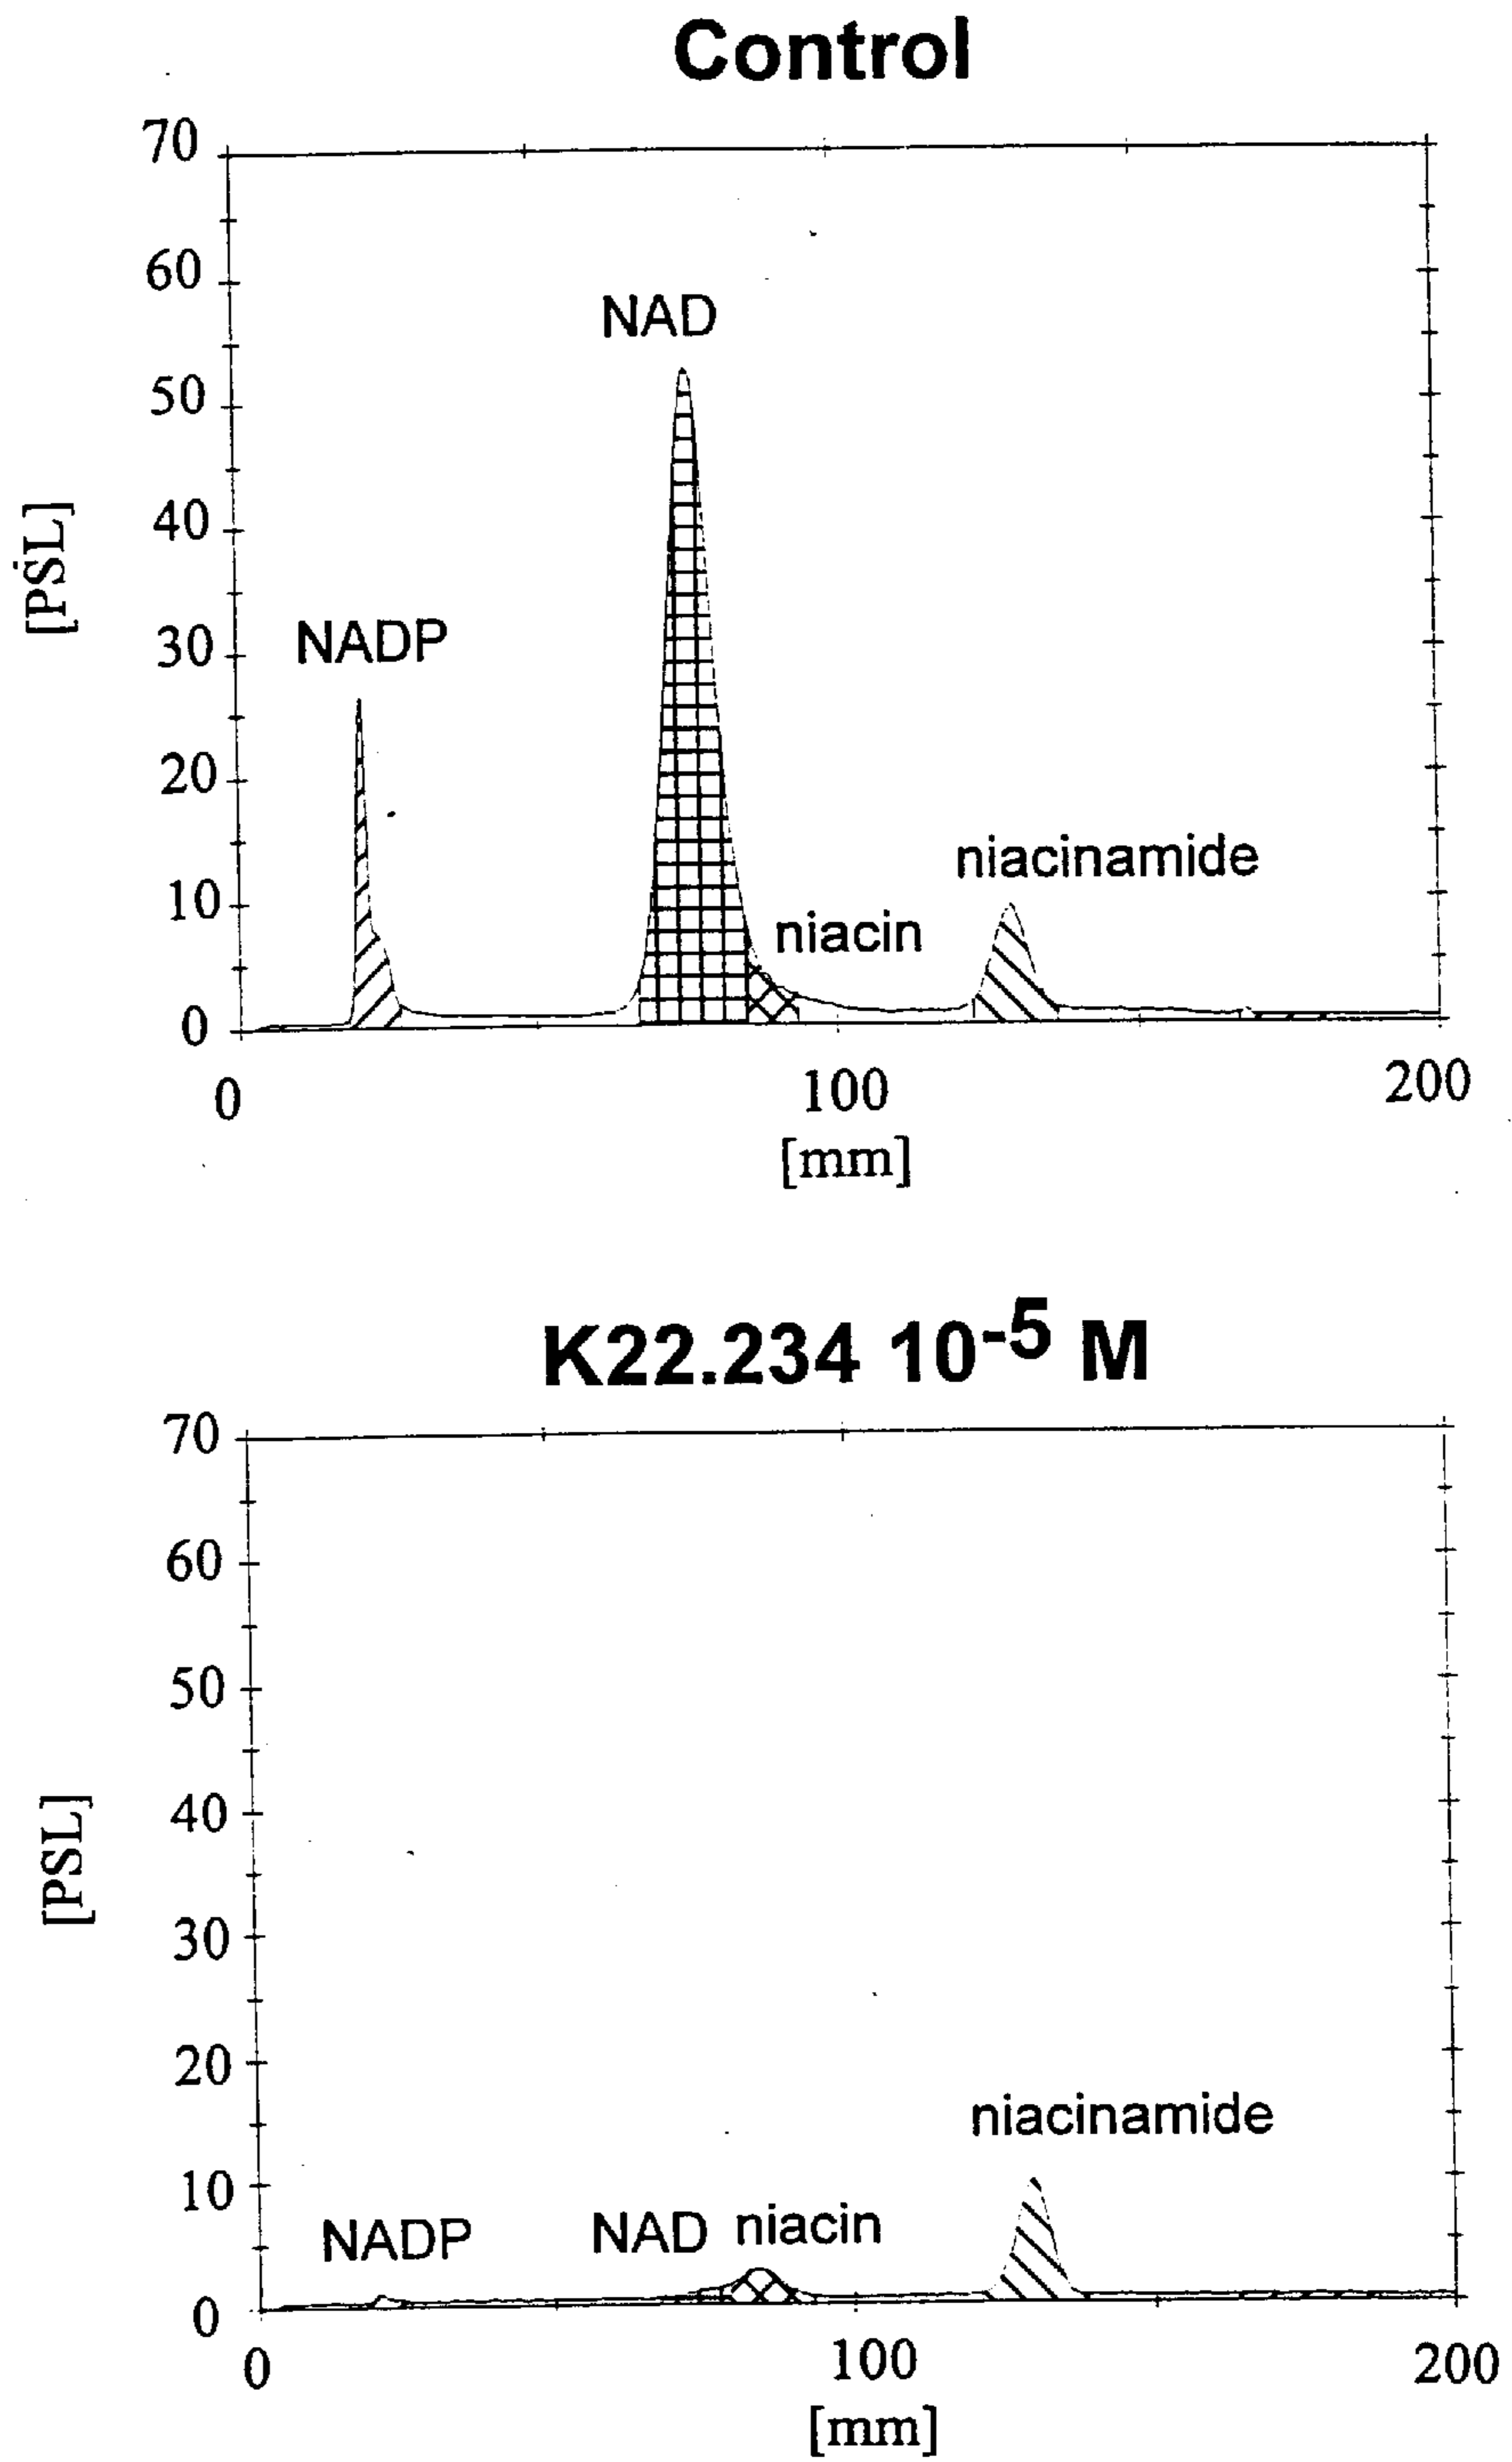 Control
70
60
NAD
50
40
[PSL]
NADP
30
20
niacinamide
10
niacin
0
0 100 200
[mm]
K22.234 10-5 M
70
60
50
40
[PSL]
30
20
niacinamide
10
NADP NAD niacin
0
0 100 200
[mm]